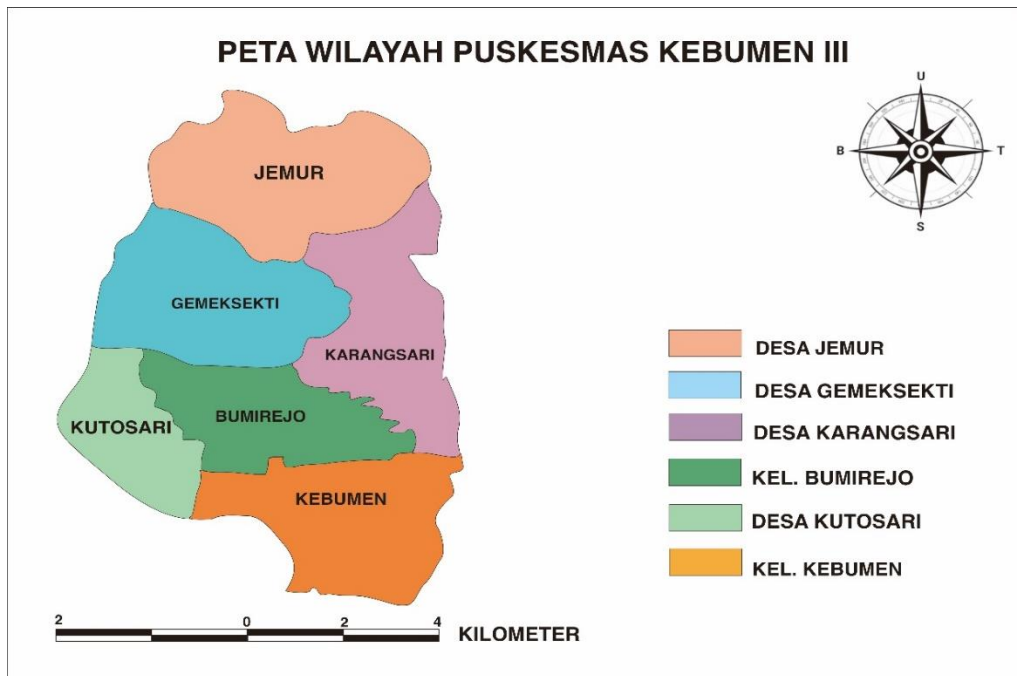 PETA WILAYAH PUSKESMAS KEBUMEN III
U
B
T
S
JEMUR
GEMEKSEKTI
KARANGSARI
KUTOSARI
BUMIREJO
KEBUMEN
DESA JEMUR
DESA GEMEKSEKTI
DESA KARANGSARI
KEL. BUMIREJO
DESA KUTOSARI
KEL. KEBUMEN
2 0 2 4
KILOMETER